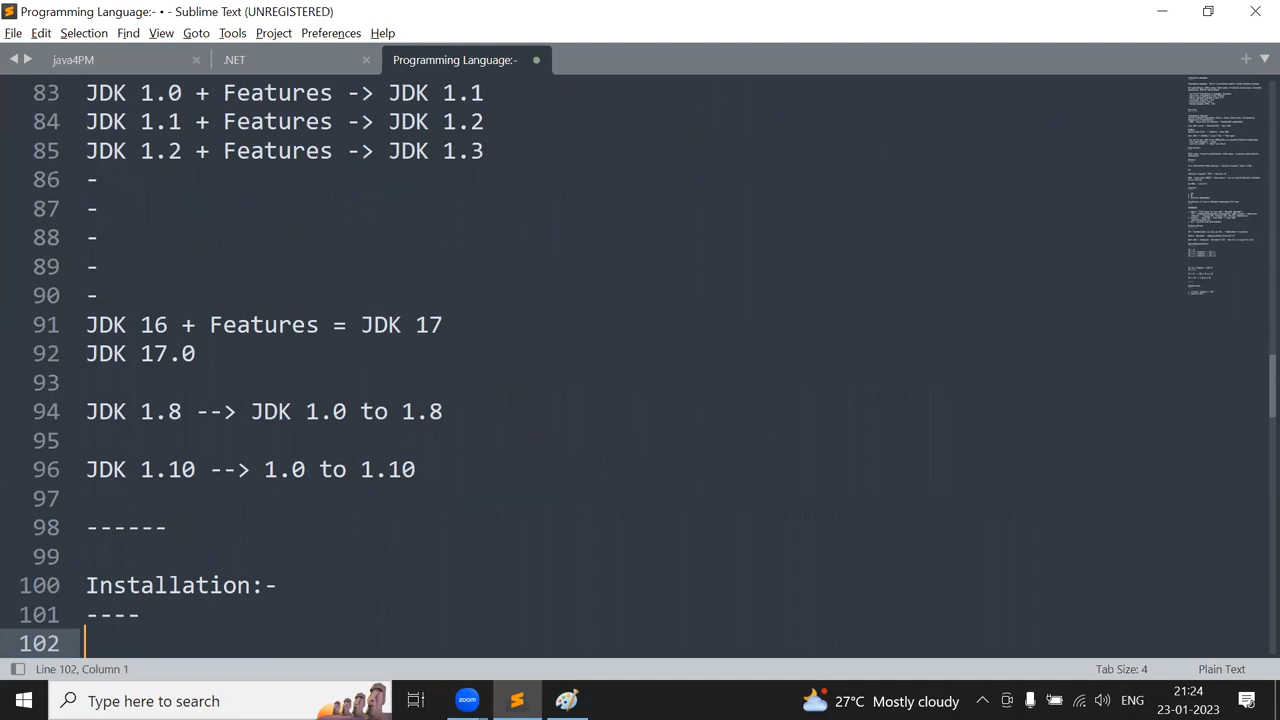 Programming Language:- • - Sublime Text (UNREGISTERED)
File Edit Selection Find View Goto Tools Project Preferences Help
java4PM .NET Programming Language:-
83 JDK 1.0 + Features -> JDK 1.1
84 JDK 1.1 + Features -> JDK 1.2
85 JDK 1.2 + Features -> JDK 1.3
86 -
87 -
88 -
89 -
90 -
91 JDK 16 + Features = JDK 17
92 JDK 17.0
93
94 JDK 1.8 --> JDK 1.0 to 1.8
95
96 JDK 1.10 --> 1.0 to 1.10
97
98 ------
99
100 Installation:-
101 ----
102
Line 102, Column 1 Tab Size: 4 Plain Text
Type here to search zoom 27°C Mostly cloudy ENG 21:24
23-01-2023